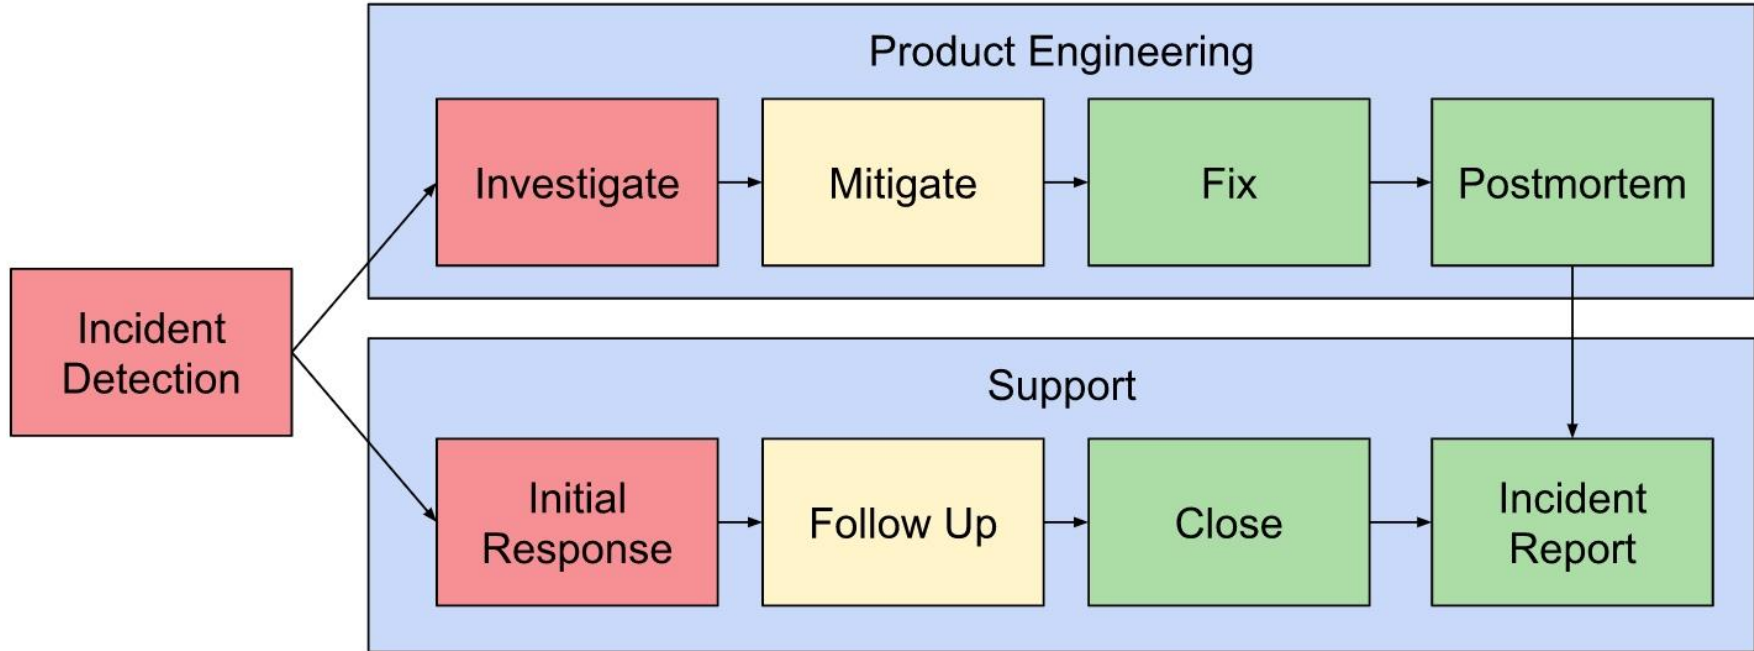 Product Engineering
Investigate
Mitigate
Fix
Postmortem
Incident
Detection
Support
Initial
Response
Follow Up
Close
Incident
Report